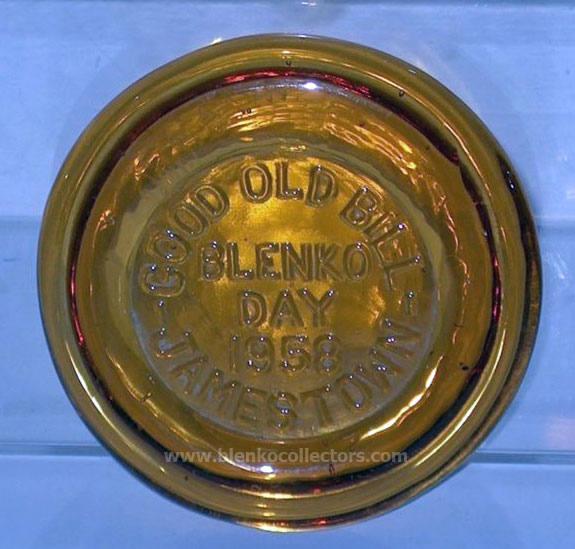 GOOD OLD BILL
BLENKO
DAY
1958
JAMESTOWN
www.blenkocollectors.com